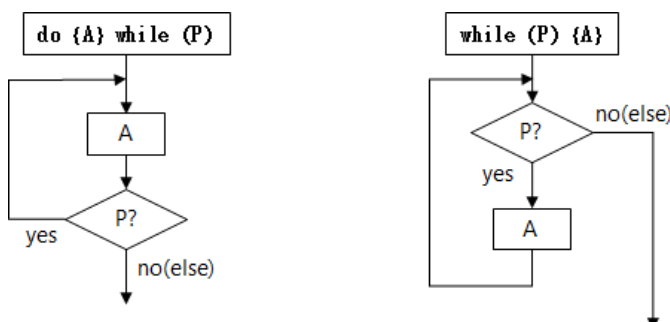 do {A} while (P)
A
P?
yes
no(else)
while (P) {A}
P?
no(else)
yes
A